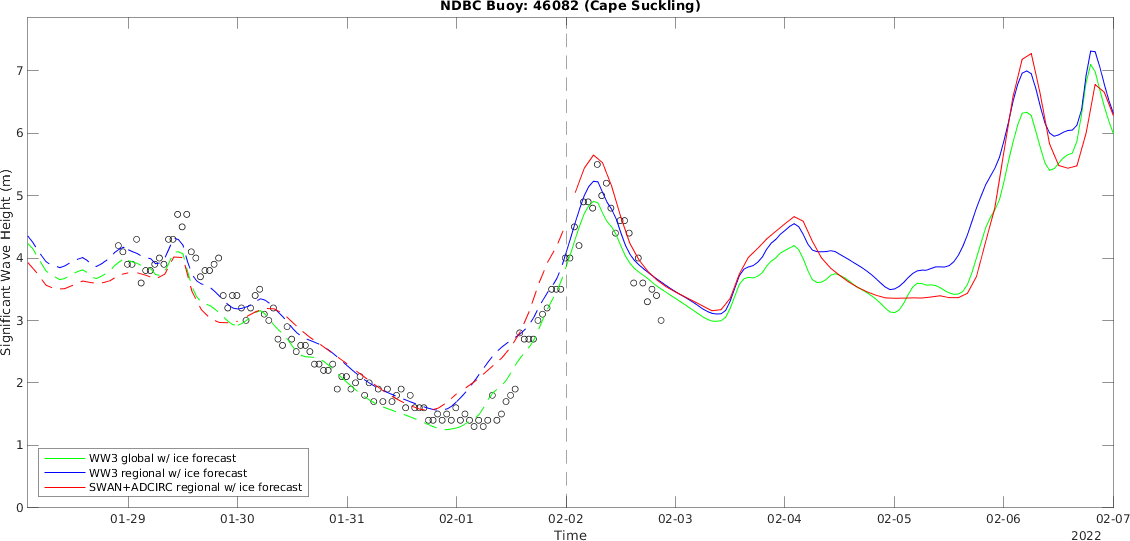 NDBC Buoy: 46082 (Cape Suckling)
7
6
5
4
3
2
1
0
Significant Wave Height (m)
WW3 global w/ ice forecast
WW3 regional w/ ice forecast
SWAN+ADCIRC regional w/ ice forecast
01-29 01-30 01-31 02-01 02-02 02-03 02-04 02-05 02-06 02-07
Time 2022